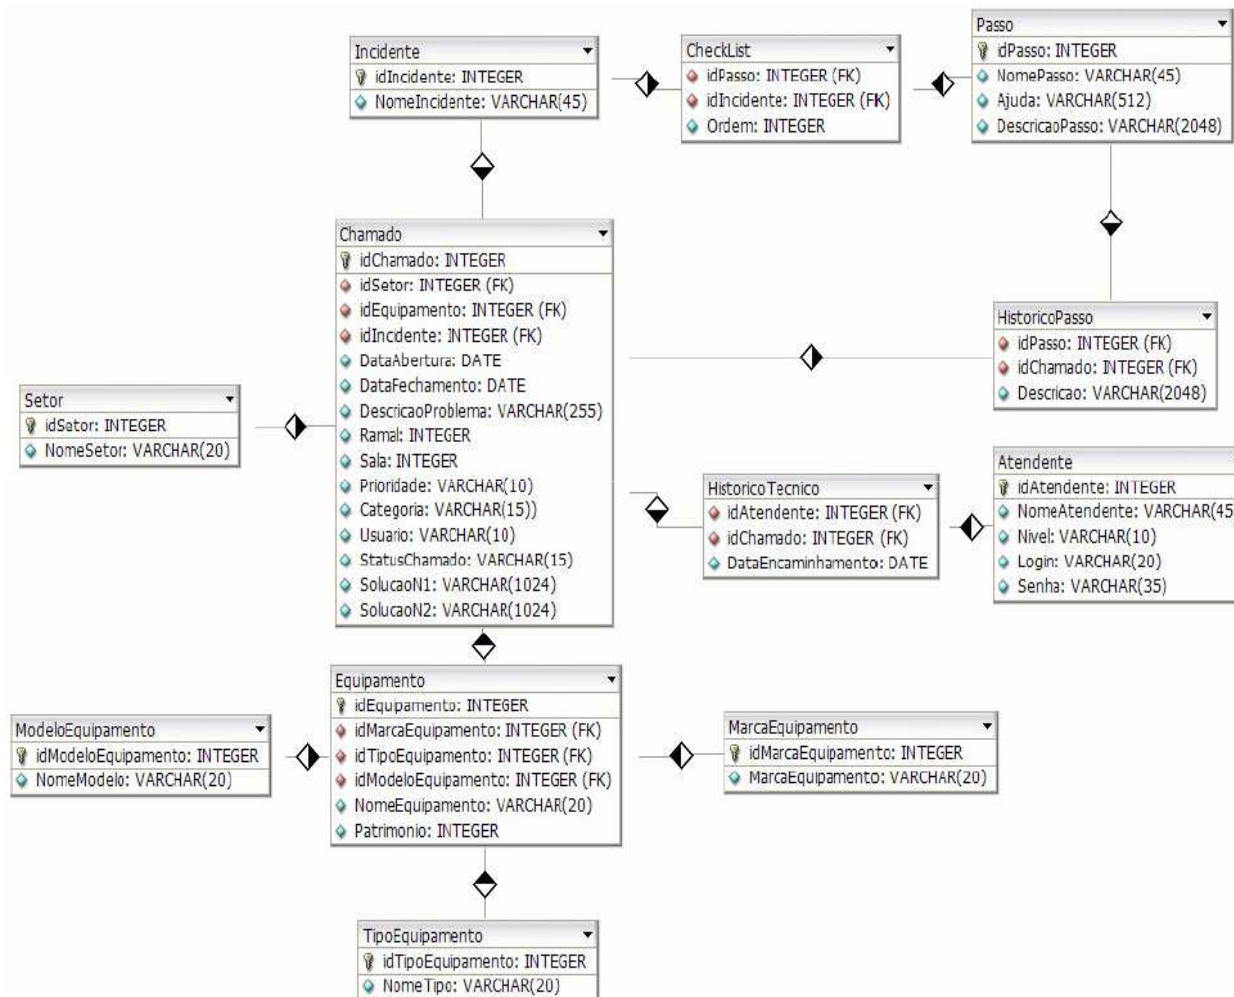 Incidente
idIncidente: INTEGER
NomeIncidente: VARCHAR(45)
CheckList
idPasso: INTEGER (FK)
idIncidente: INTEGER (FK)
Ordem: INTEGER
Passo
idPasso: INTEGER
NomePasso: VARCHAR(45)
Ajuda: VARCHAR(512)
DescricaoPasso: VARCHAR(2048)
Chamado
idChamado: INTEGER
idSetor: INTEGER (FK)
idEquipamento: INTEGER (FK)
idIncidente: INTEGER (FK)
DataAbertura: DATE
DataFechamento: DATE
DescricaoProblema: VARCHAR(255)
Ramal: INTEGER
Sala: INTEGER
Prioridade: VARCHAR(10)
Categoria: VARCHAR(15))
Usuario: VARCHAR(10)
StatusChamado: VARCHAR(15)
SolucaoN1: VARCHAR(1024)
SolucaoN2: VARCHAR(1024)
HistoricoPasso
idPasso: INTEGER (FK)
idChamado: INTEGER (FK)
Descricao: VARCHAR(2048)
Setor
idSetor: INTEGER
NomeSetor: VARCHAR(20)
HistoricoTecnico
idAtendente: INTEGER (FK)
idChamado: INTEGER (FK)
DataEncaminhamento: DATE
Atendente
idAtendente: INTEGER
NomeAtendente: VARCHAR(45
Nivel: VARCHAR(10)
Login: VARCHAR(20)
Senha: VARCHAR(35)
Equipamento
idEquipamento: INTEGER
idMarcaEquipamento: INTEGER (FK)
idTipoEquipamento: INTEGER (FK)
idModeloEquipamento: INTEGER (FK)
NomeEquipamento: VARCHAR(20)
Patrimonio: INTEGER
ModeloEquipamento
idModeloEquipamento: INTEGER
NomeModelo: VARCHAR(20)
MarcaEquipamento
idMarcaEquipamento: INTEGER
MarcaEquipamento: VARCHAR(20)
TipoEquipamento
idTipoEquipamento: INTEGER
NomeTipo: VARCHAR(20)